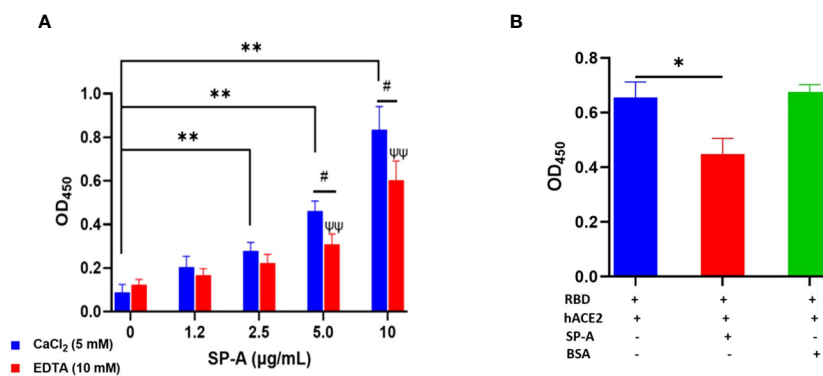 A
**
**
**
#
ψψ
#
ψψ
OD450
1.0
0.8
0.6
0.4
0.2
0.0
0 1.2 2.5 5.0 10
SP-A (µg/mL)
CaCl2 (5 mM)
EDTA (10 mM)
B
*
OD450
0.8
0.6
0.4
0.2
0.0
RBD + + +
hACE2 + + +
SP-A - + -
BSA - - +